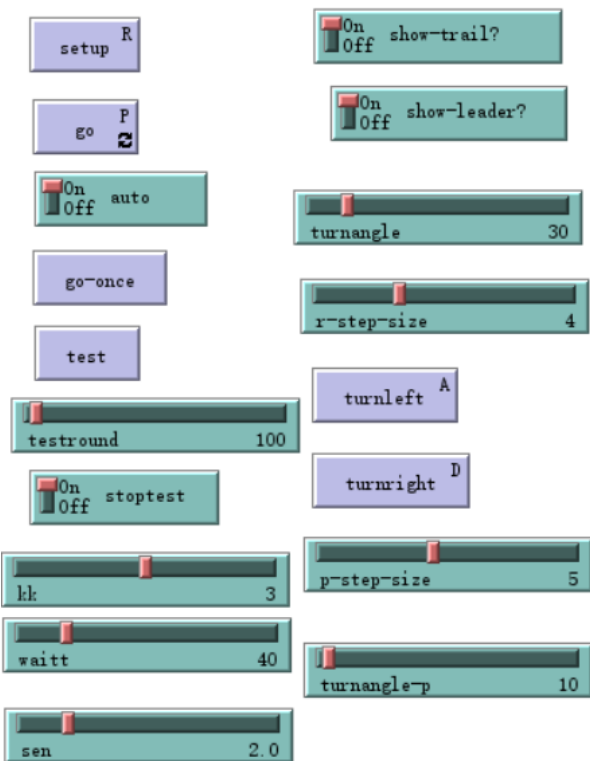 setup R
go P
On
Off auto
go-once
test
testround 100
On
Off stoptest
kk 3
waitt 40
sen 2.0
On
Off show-trail?
On
Off show-leader?
turnangle 30
r-step-size 4
turnleft A
turnright D
p-step-size 5
turnangle-p 10